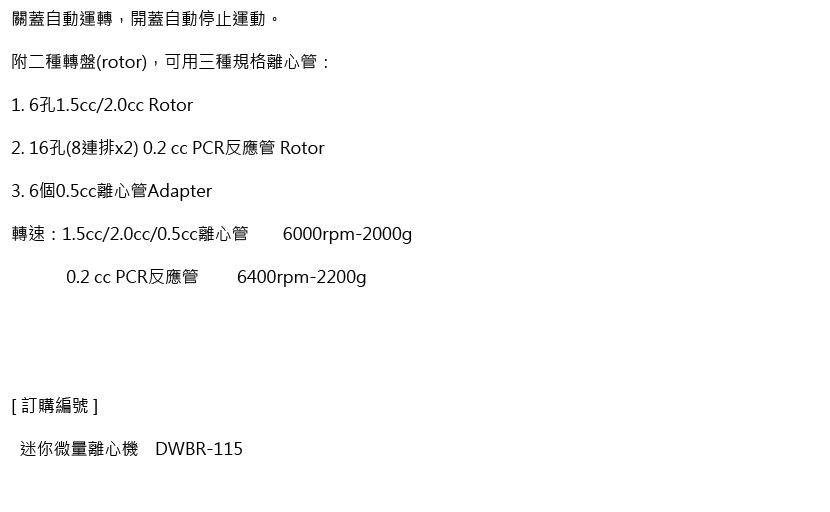 關蓋自動運轉，開蓋自動停止運動。
附二種轉盤(rotor)，可用三種規格離心管：
1. 6孔1.5cc/2.0cc Rotor
2. 16孔(8連排x2) 0.2 cc PCR反應管 Rotor
3. 6個0.5cc離心管Adapter
轉速：1.5cc/2.0cc/0.5cc離心管 6000rpm-2000g
0.2 cc PCR反應管 6400rpm-2200g
[ 訂購編號 ]
迷你微量離心機 DWBR-115